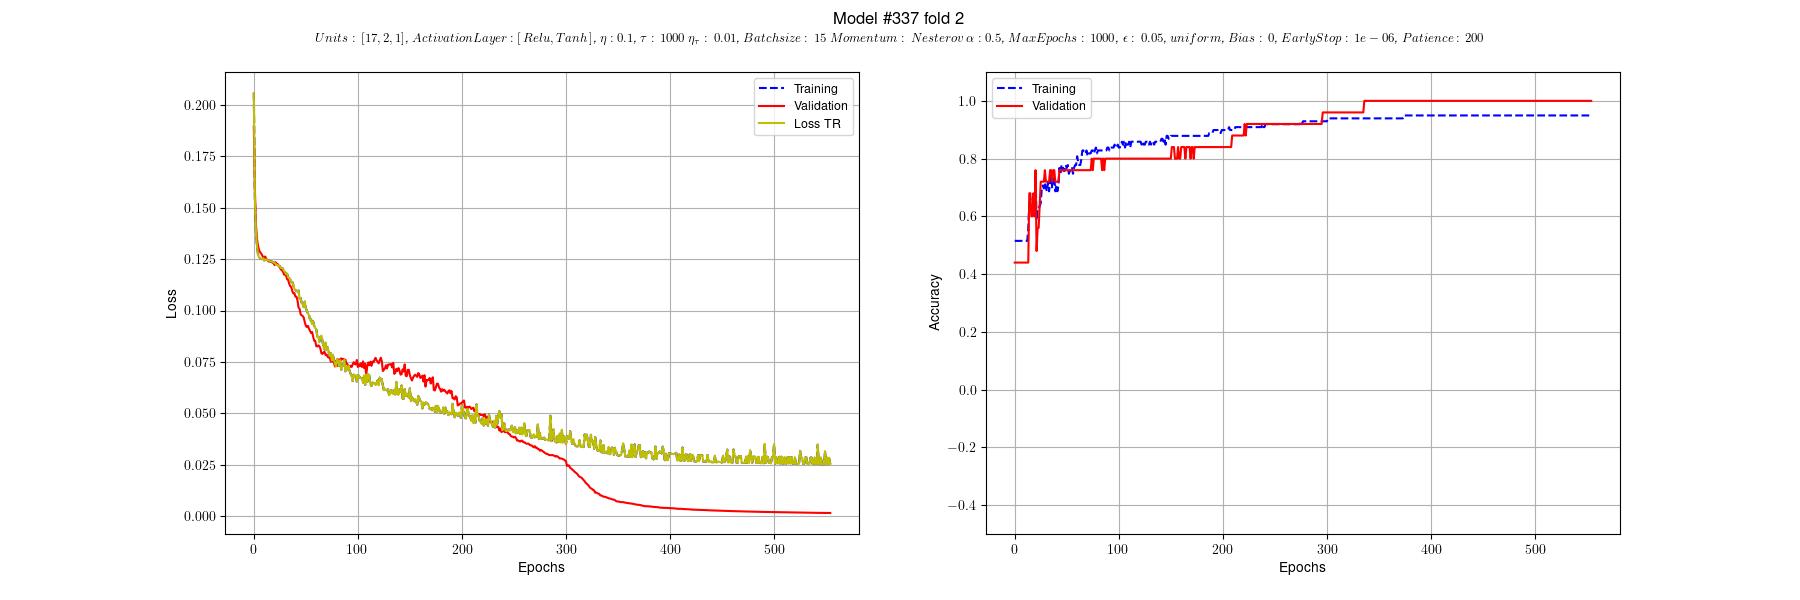 Model #337 fold 2
Units : [17, 2, 1], ActivationLayer : [ Relu, Tanh ], η : 0.1, τ : 1000 ητ : 0.01, Batchsize : 15 Momentum : Nesterov α : 0.5, MaxEpochs : 1000, ϵ : 0.05, uniform, Bias : 0, EarlyStop : 1e − 06, Patience : 200
Training
Validation
Loss TR
0.200
0.175
0.150
0.125
0.100
0.075
0.050
0.025
0.000
Loss
0 100 200 300 400 500
Epochs
Training
Validation
1.0
0.8
0.6
0.4
0.2
0.0
−0.2
−0.4
Accuracy
0 100 200 300 400 500
Epochs